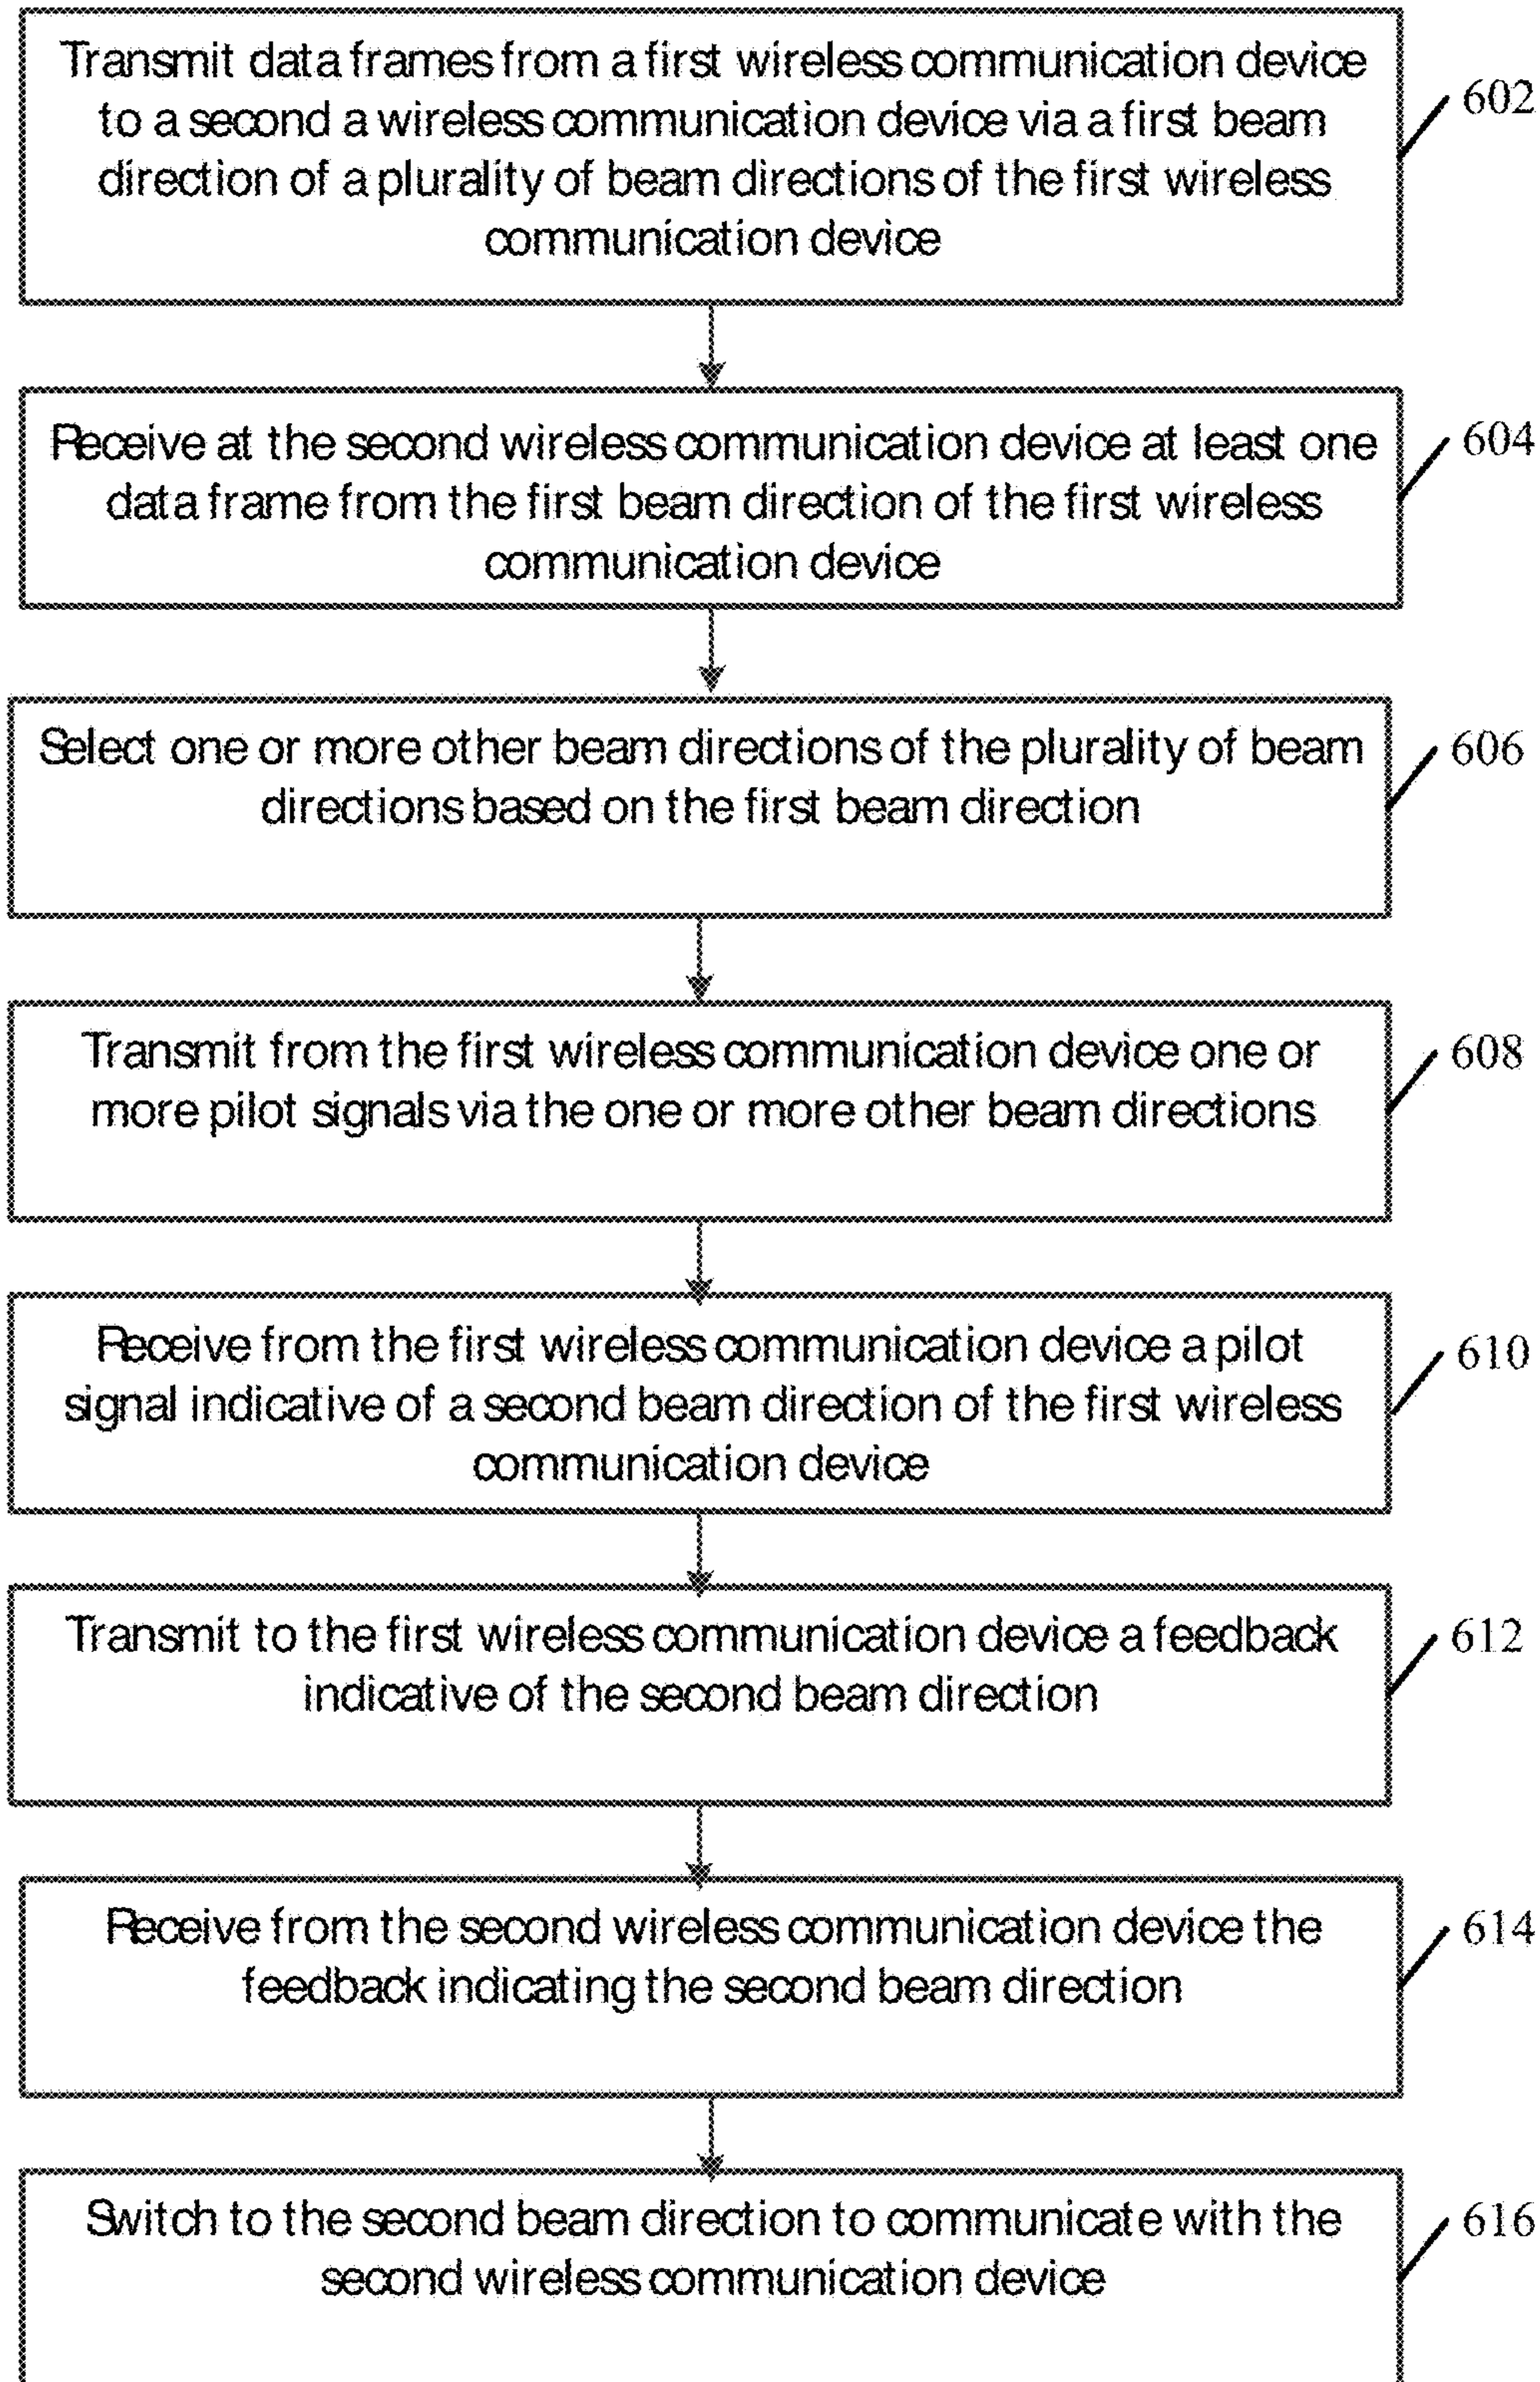 Transmit data frames from a first wireless communication device
602
to a second a wireless communication device via a first beam
direction of a plurality of beam directions of the first wireless
communication device
Receive at the second wireless communication device at least one
604
data frame from the first beam direction of the first wireless
communication device
Select one or more other beam directions of the plurality of beam
606
directions based on the first beam direction
Transmit from the first wireless communication device one or
608
more pilot signals via the one or more other beam directions
Receive from the first wireless communication device a pilot
610
signal indicative of a second beam direction of the first wireless
communication device
Transmit to the first wireless communication device a feedback
612
indicative of the second beam direction
Receive from the second wireless communication device the
614
feedback indicating the second beam direction
Switch to the second beam direction to communicate with the
616
second wireless communication device